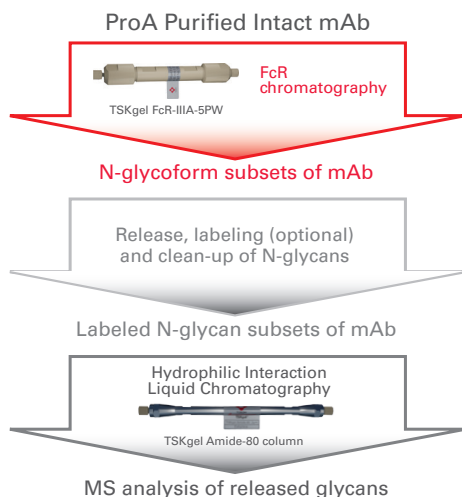 ProA Purified Intact mAb
FcR
chromatography
TSKgel FcR-IIIA-5PW
N-glycoform subsets of mAb
Release, labeling (optional)
and clean-up of N-glycans
Labeled N-glycan subsets of mAb
Hydrophilic Interaction
Liquid Chromatography
TSKgel Amide-80 column
MS analysis of released glycans